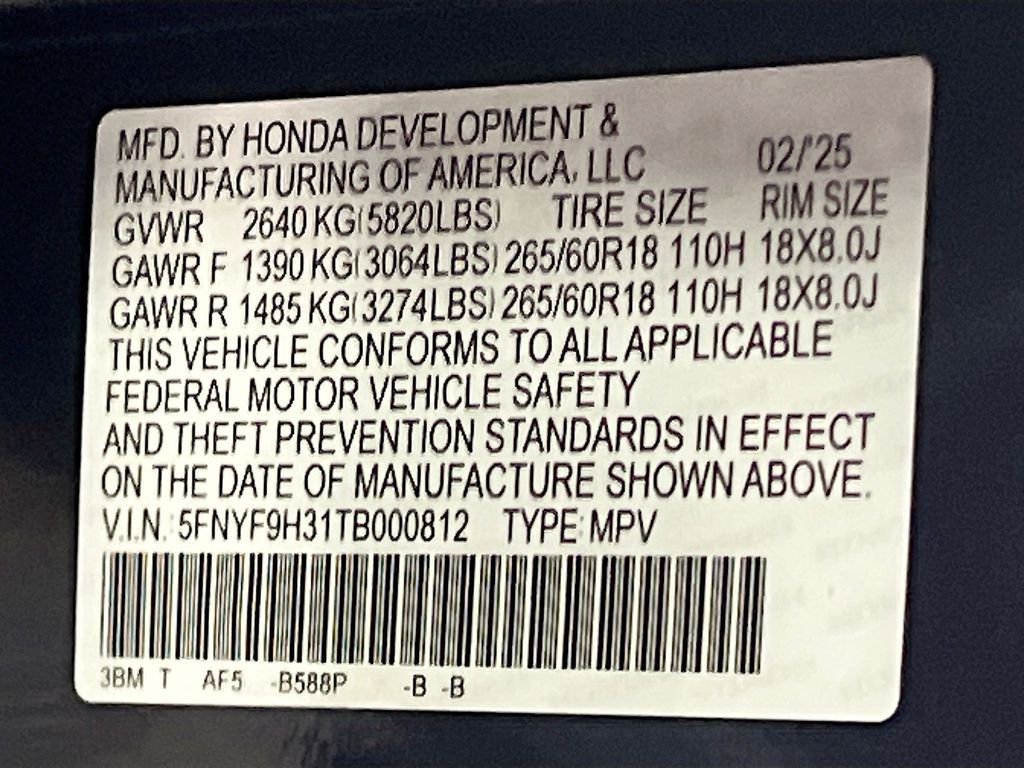 MFD. BY HONDA DEVELOPMENT &
MANUFACTURING OF AMERICA, LLC 02/'25
GVWR 2640 KG(5820LBS) TIRE SIZE RIM SIZE
GAWR F 1390 KG(3064LBS) 265/60R18 110H 18X8.0J
GAWR R 1485 KG(3274LBS) 265/60R18 110H 18X8.0J
THIS VEHICLE CONFORMS TO ALL APPLICABLE
FEDERAL MOTOR VEHICLE SAFETY
AND THEFT PREVENTION STANDARDS IN EFFECT
ON THE DATE OF MANUFACTURE SHOWN ABOVE.
V.I.N.: 5FNYF9H31TB000812 TYPE: MPV
3BM T AF5 -B588P -B -B